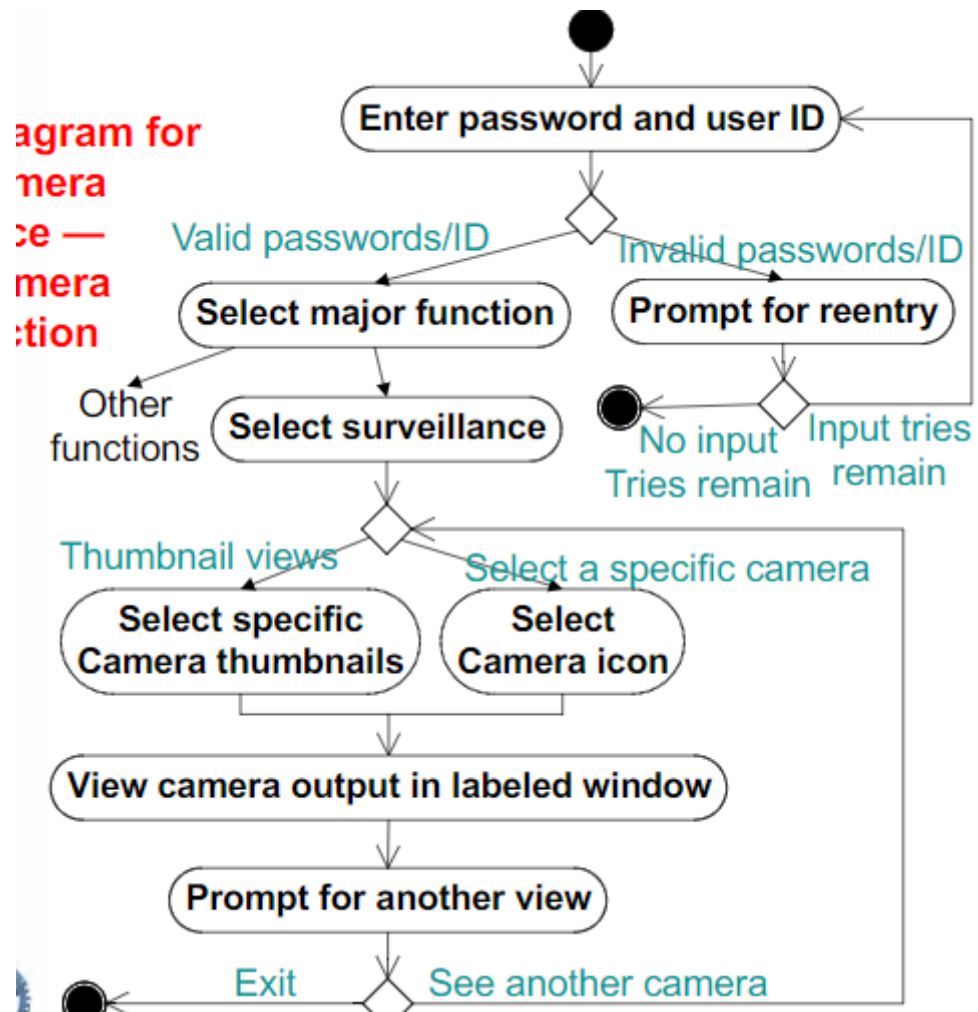 Enter password and user ID
agram for
mera
ce —
mera
ction
Valid passwords/ID
Invalid passwords/ID
Select major function
Prompt for reentry
Other
functions
Select surveillance
No input
Tries remain
Input tries
remain
Thumbnail views
Select a specific camera
Select specific
Camera thumbnails
Select
Camera icon
View camera output in labeled window
Prompt for another view
Exit
See another camera